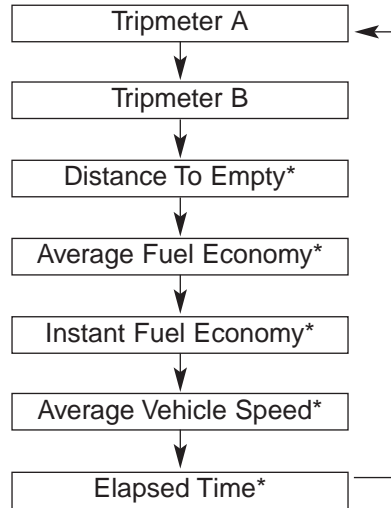 Tripmeter A
Tripmeter B
Distance To Empty*
Average Fuel Economy*
Instant Fuel Economy*
Average Vehicle Speed*
Elapsed Time*